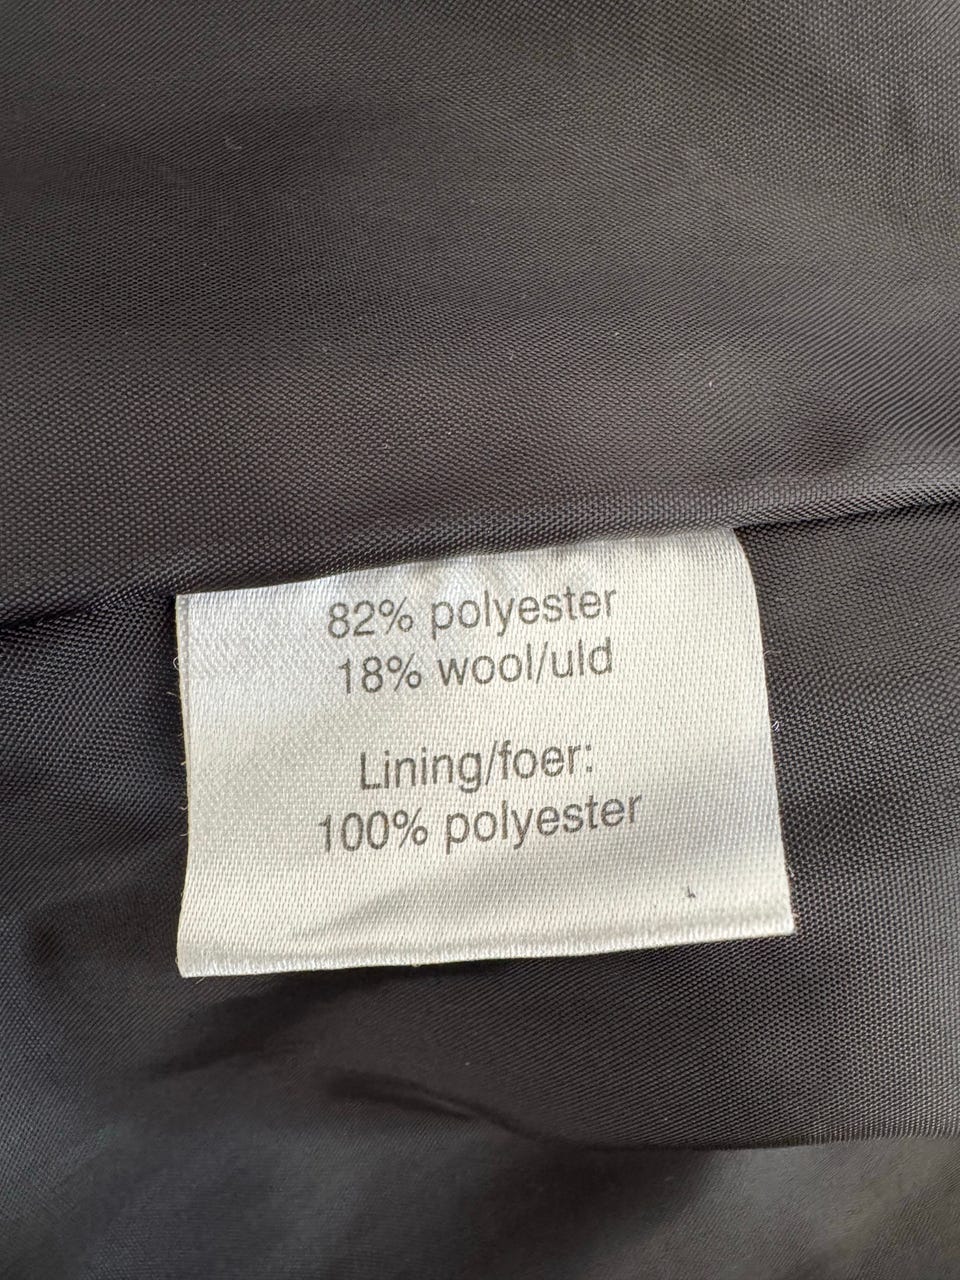 82% polyester
18% wool/uld
Lining/foer:
100% polyester